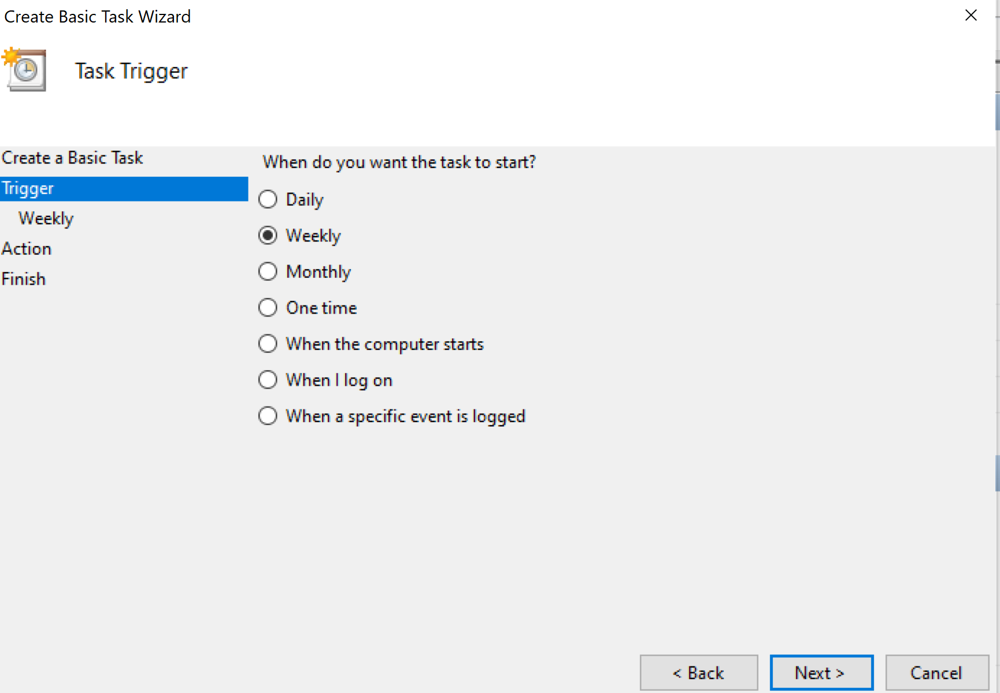 Create Basic Task Wizard
Task Trigger
Create a Basic Task
Trigger
Weekly
Action
Finish
When do you want the task to start?
Daily
Weekly
Monthly
One time
When the computer starts
When I log on
When a specific event is logged
< Back
Next >
Cancel